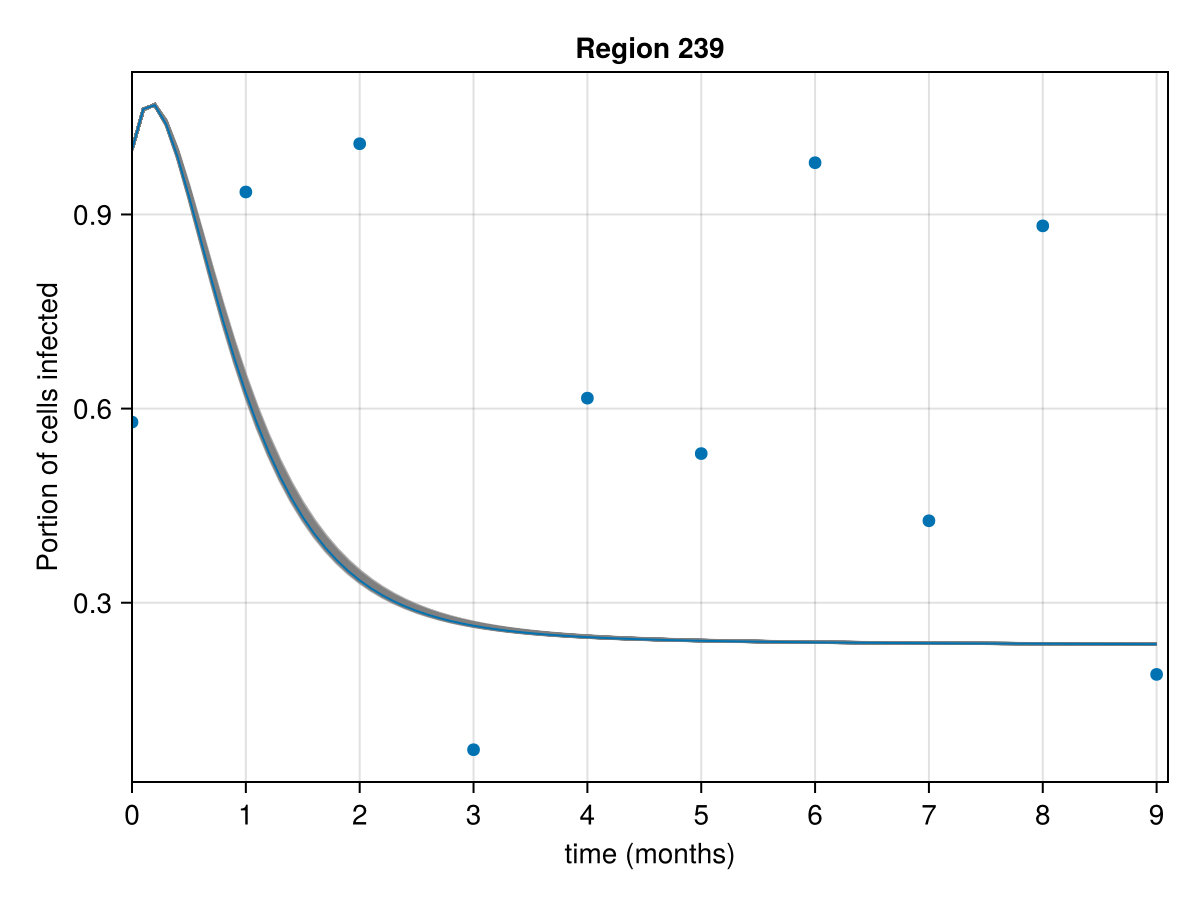 Region 239
Portion of cells infected
0.9
0.6
0.3
0 1 2 3 4 5 6 7 8 9
time (months)